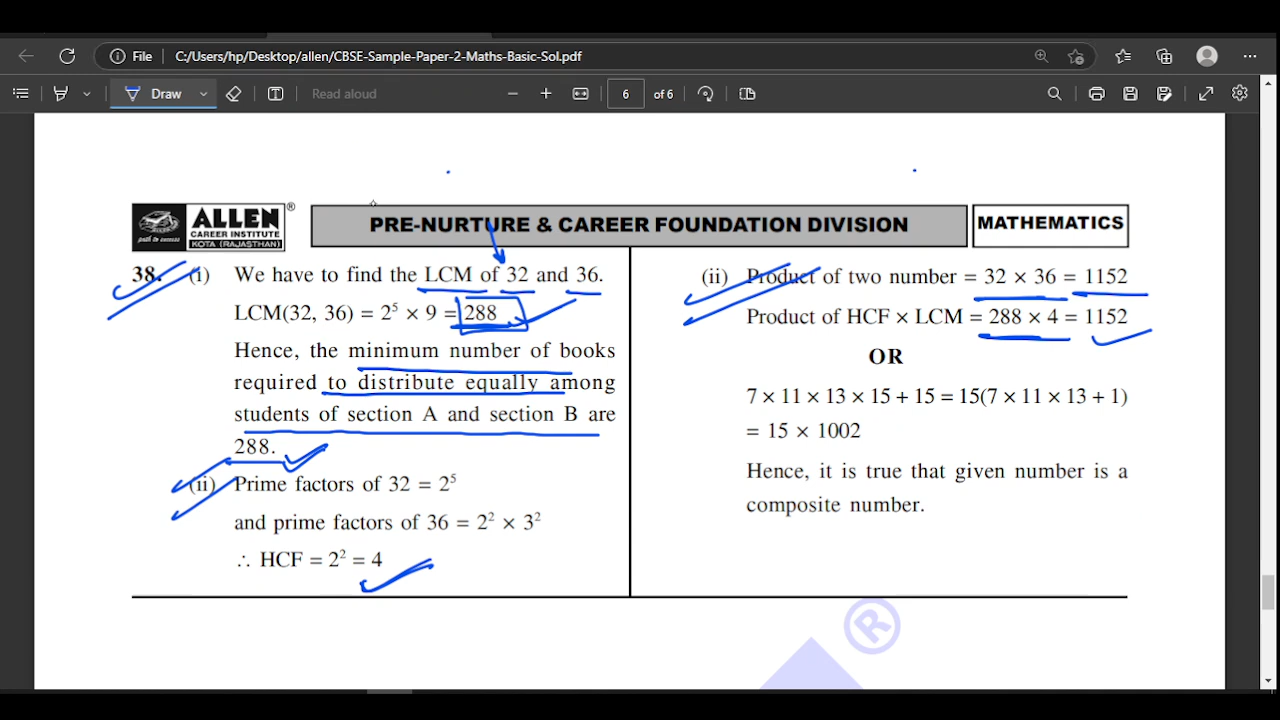 File C:/Users/hp/Desktop/allen/CBSE-Sample-Paper-2-Maths-Basic-Sol.pdf
Draw Read aloud 6 of 6
ALLEN
CAREER INSTITUTE
KOTA (RAJASTHAN)
path to success
®
PRE-NURTURE & CAREER FOUNDATION DIVISION
MATHEMATICS
38. (i) We have to find the LCM of 32 and 36.
LCM(32, 36) = 2⁵ × 9 = 288
Hence, the minimum number of books
required to distribute equally among
students of section A and section B are
288.
(ii) Prime factors of 32 = 2⁵
and prime factors of 36 = 2² × 3²
∴ HCF = 2² = 4
(ii) Product of two number = 32 × 36 = 1152
Product of HCF × LCM = 288 × 4 = 1152
OR
7 × 11 × 13 × 15 + 15 = 15(7 × 11 × 13 + 1)
= 15 × 1002
Hence, it is true that given number is a
composite number.
®